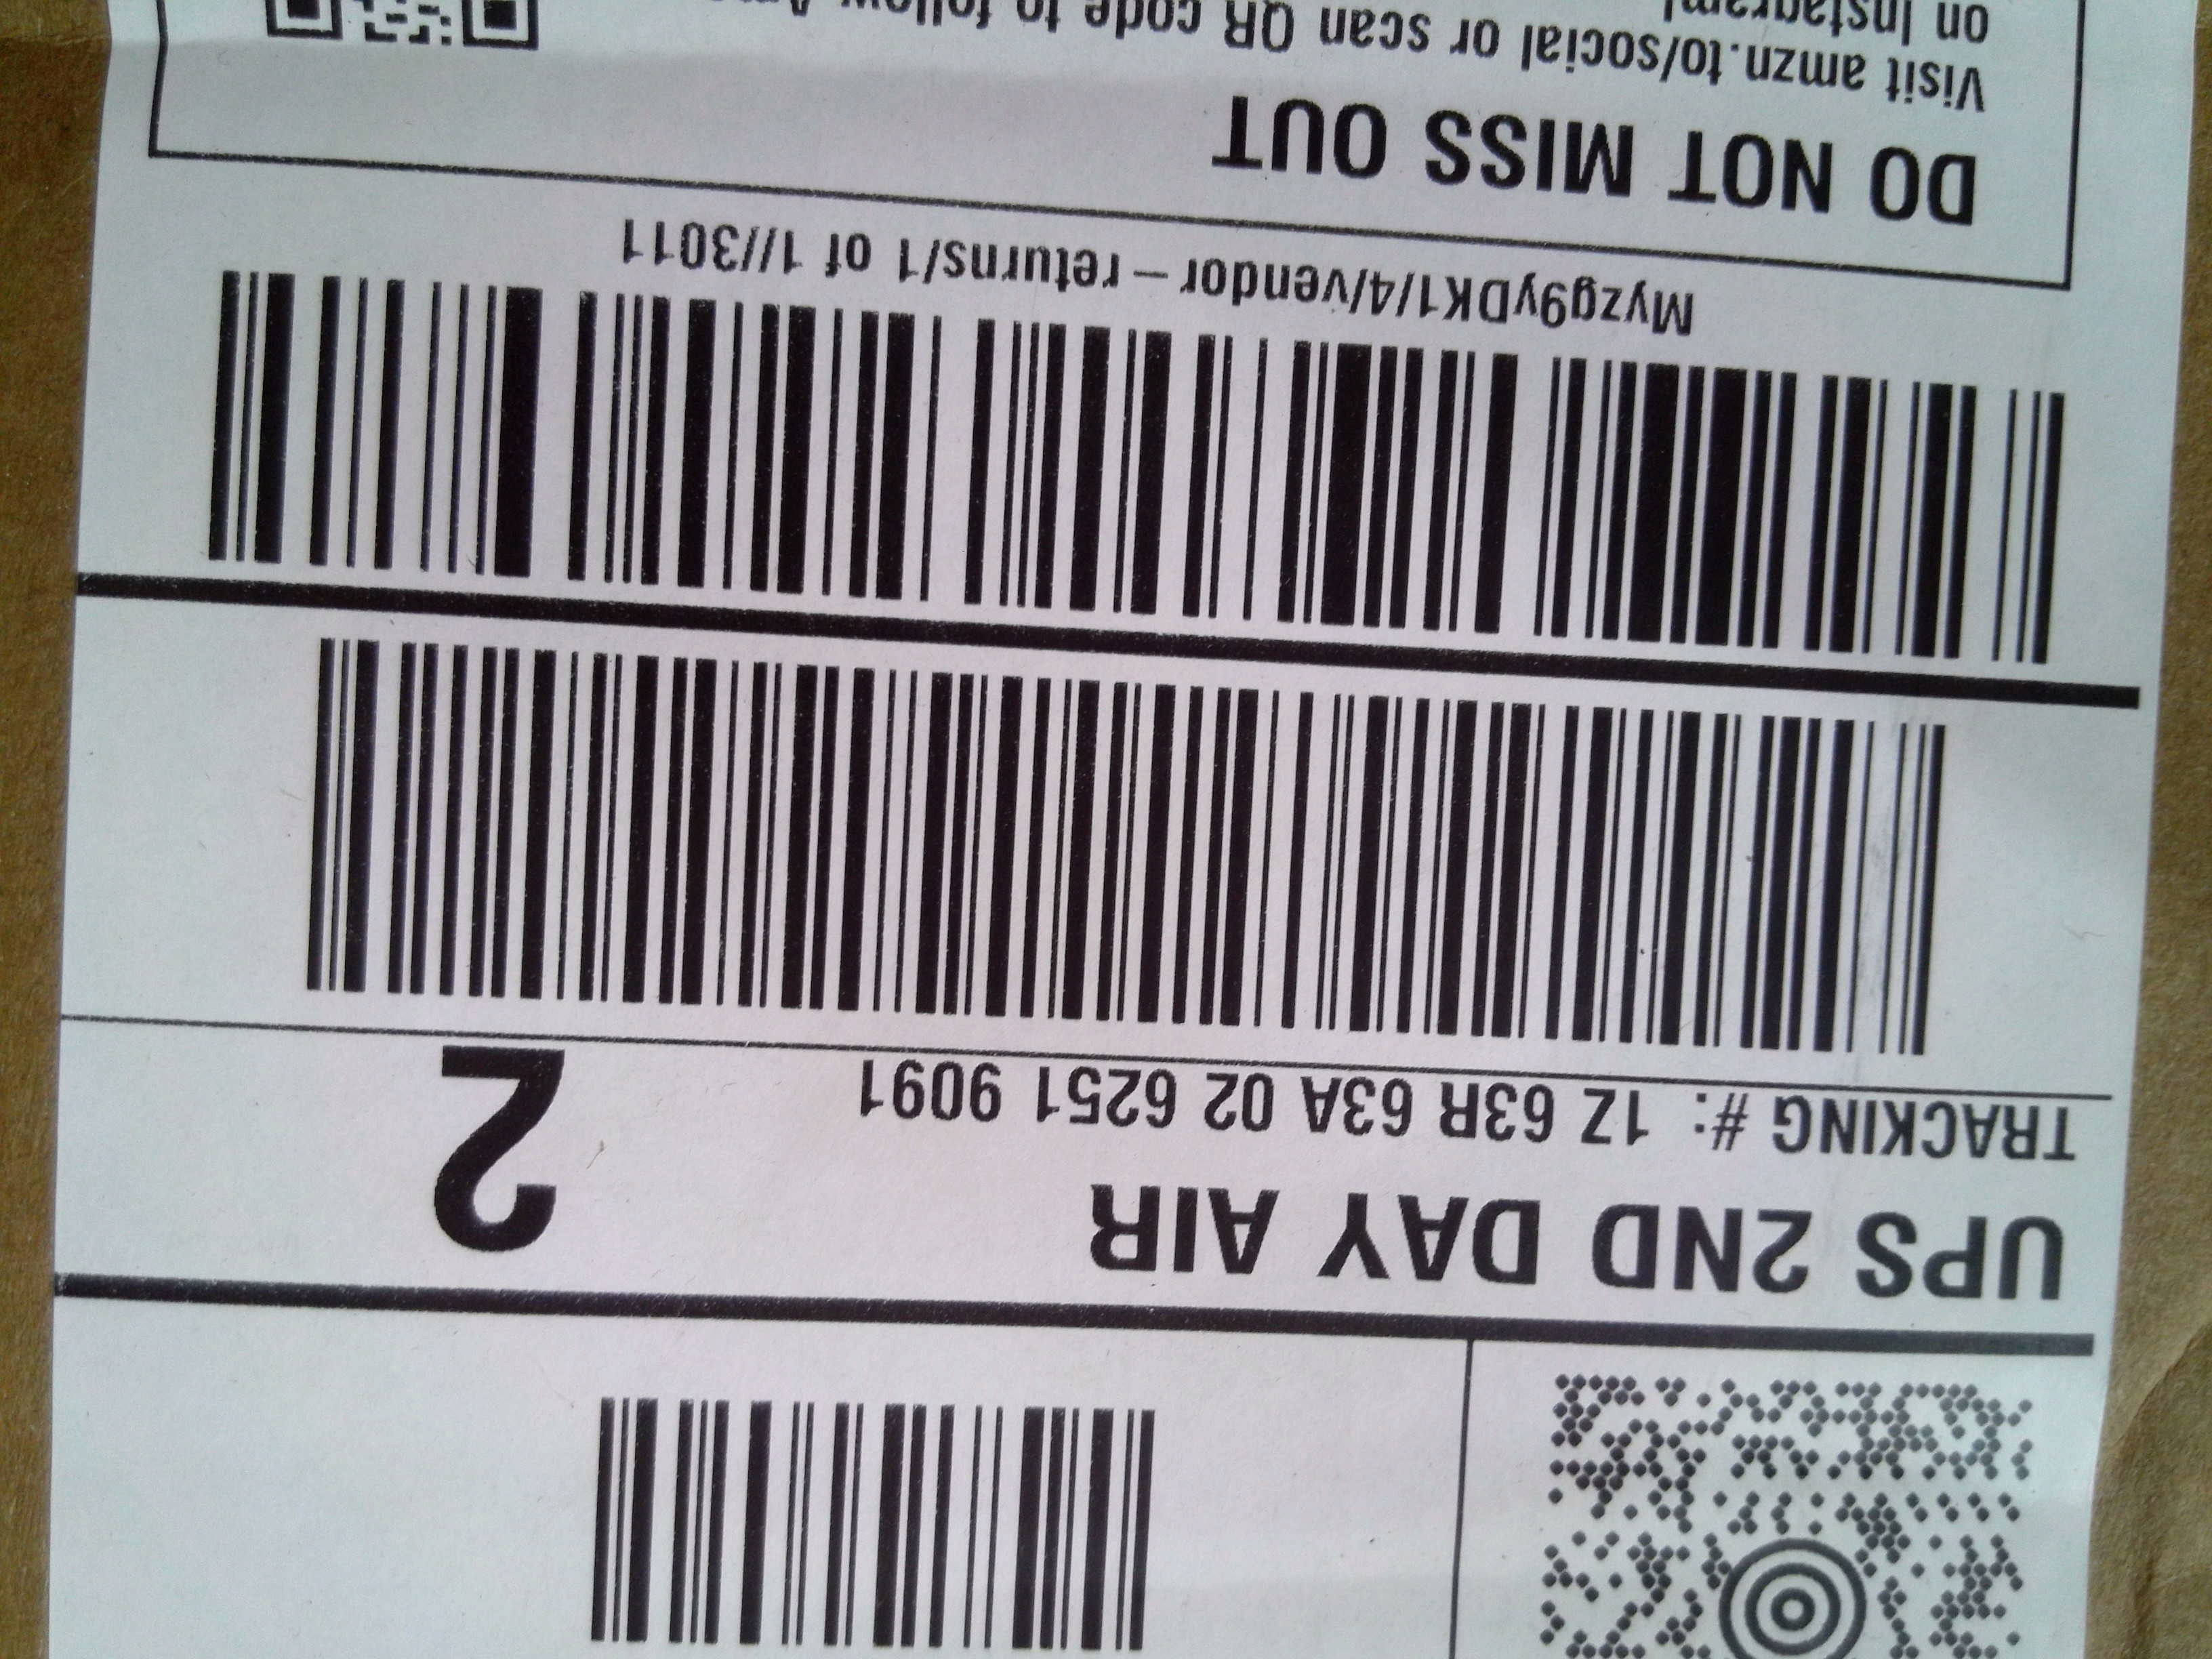 UPS 2ND DAY AIR
TRACKING #: 1Z 63R 63A 02 6251 9091
2
Myzg9yDK1/4/vendor – returns/1 of 1//3011
DO NOT MISS OUT
Visit amzn.to/social or scan QR code to follow
on Instagram!